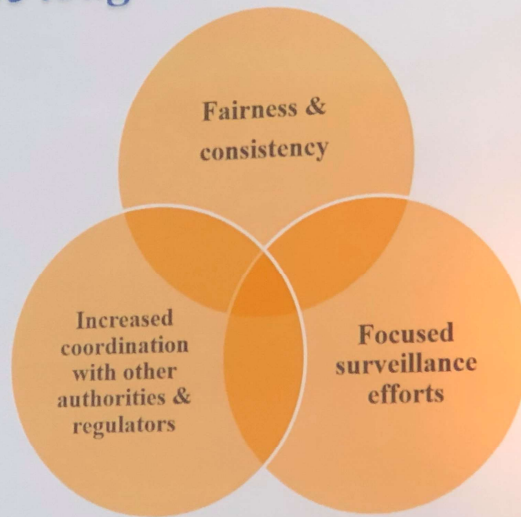 Fairness &
consistency
Increased
coordination
with other
authorities &
regulators
Focused
surveillance
efforts